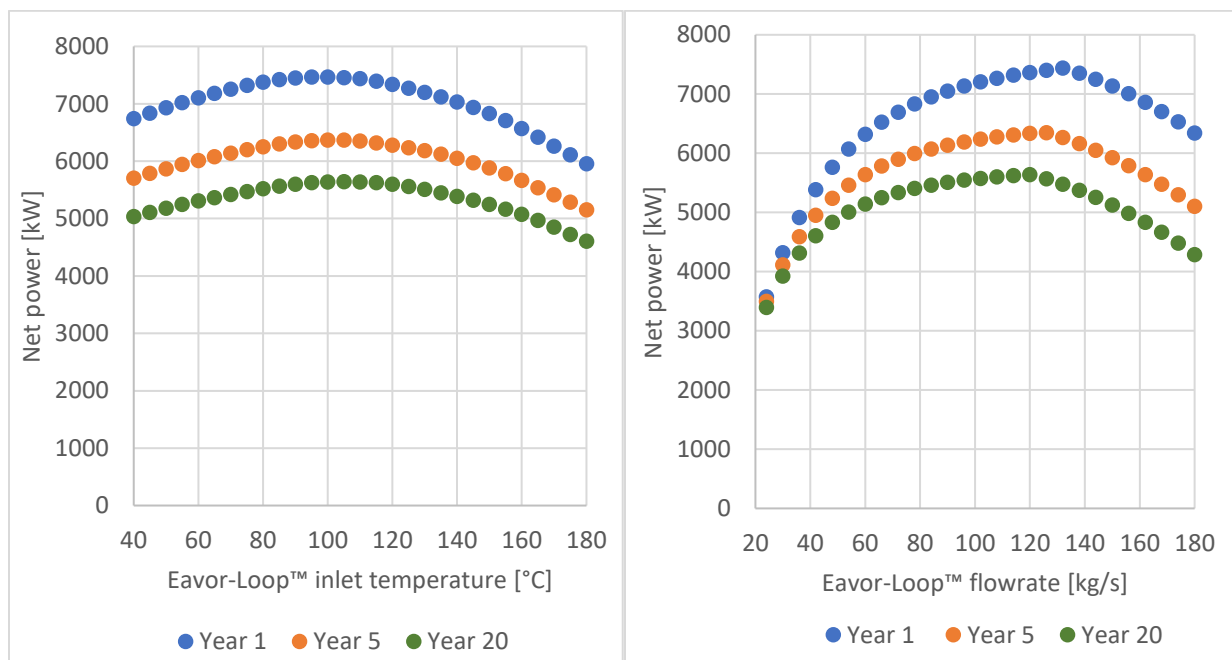 8000
7000
6000
5000
4000
3000
2000
1000
0
Net power [kW]
40 60 80 100 120 140 160 180
Eavor-Loop™ inlet temperature [°C]
Year 1 Year 5 Year 20
8000
7000
6000
5000
4000
3000
2000
1000
0
Net power [kW]
20 40 60 80 100 120 140 160 180
Eavor-Loop™ flowrate [kg/s]
Year 1 Year 5 Year 20